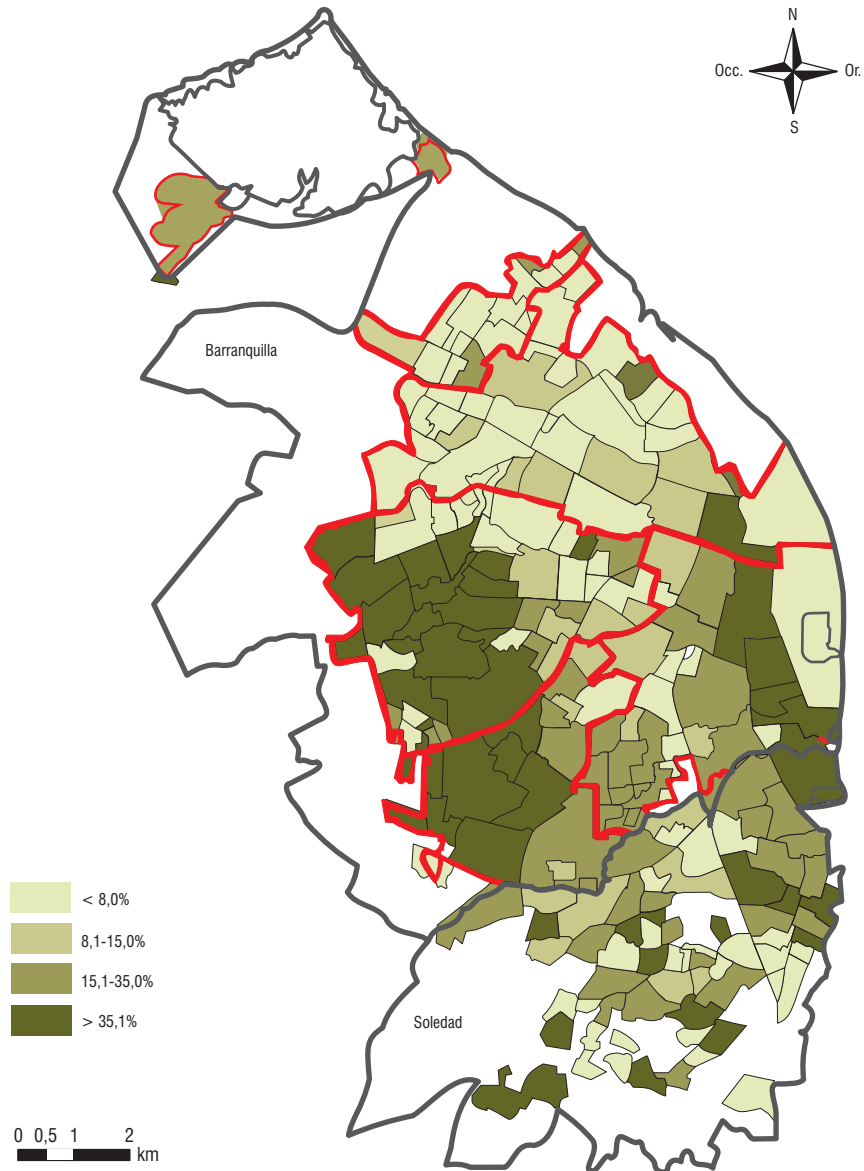 N
Occ.
Or.
S
Barranquilla
< 8,0%
8,1-15,0%
15,1-35,0%
> 35,1%
Soledad
0 0,5 1 2
km